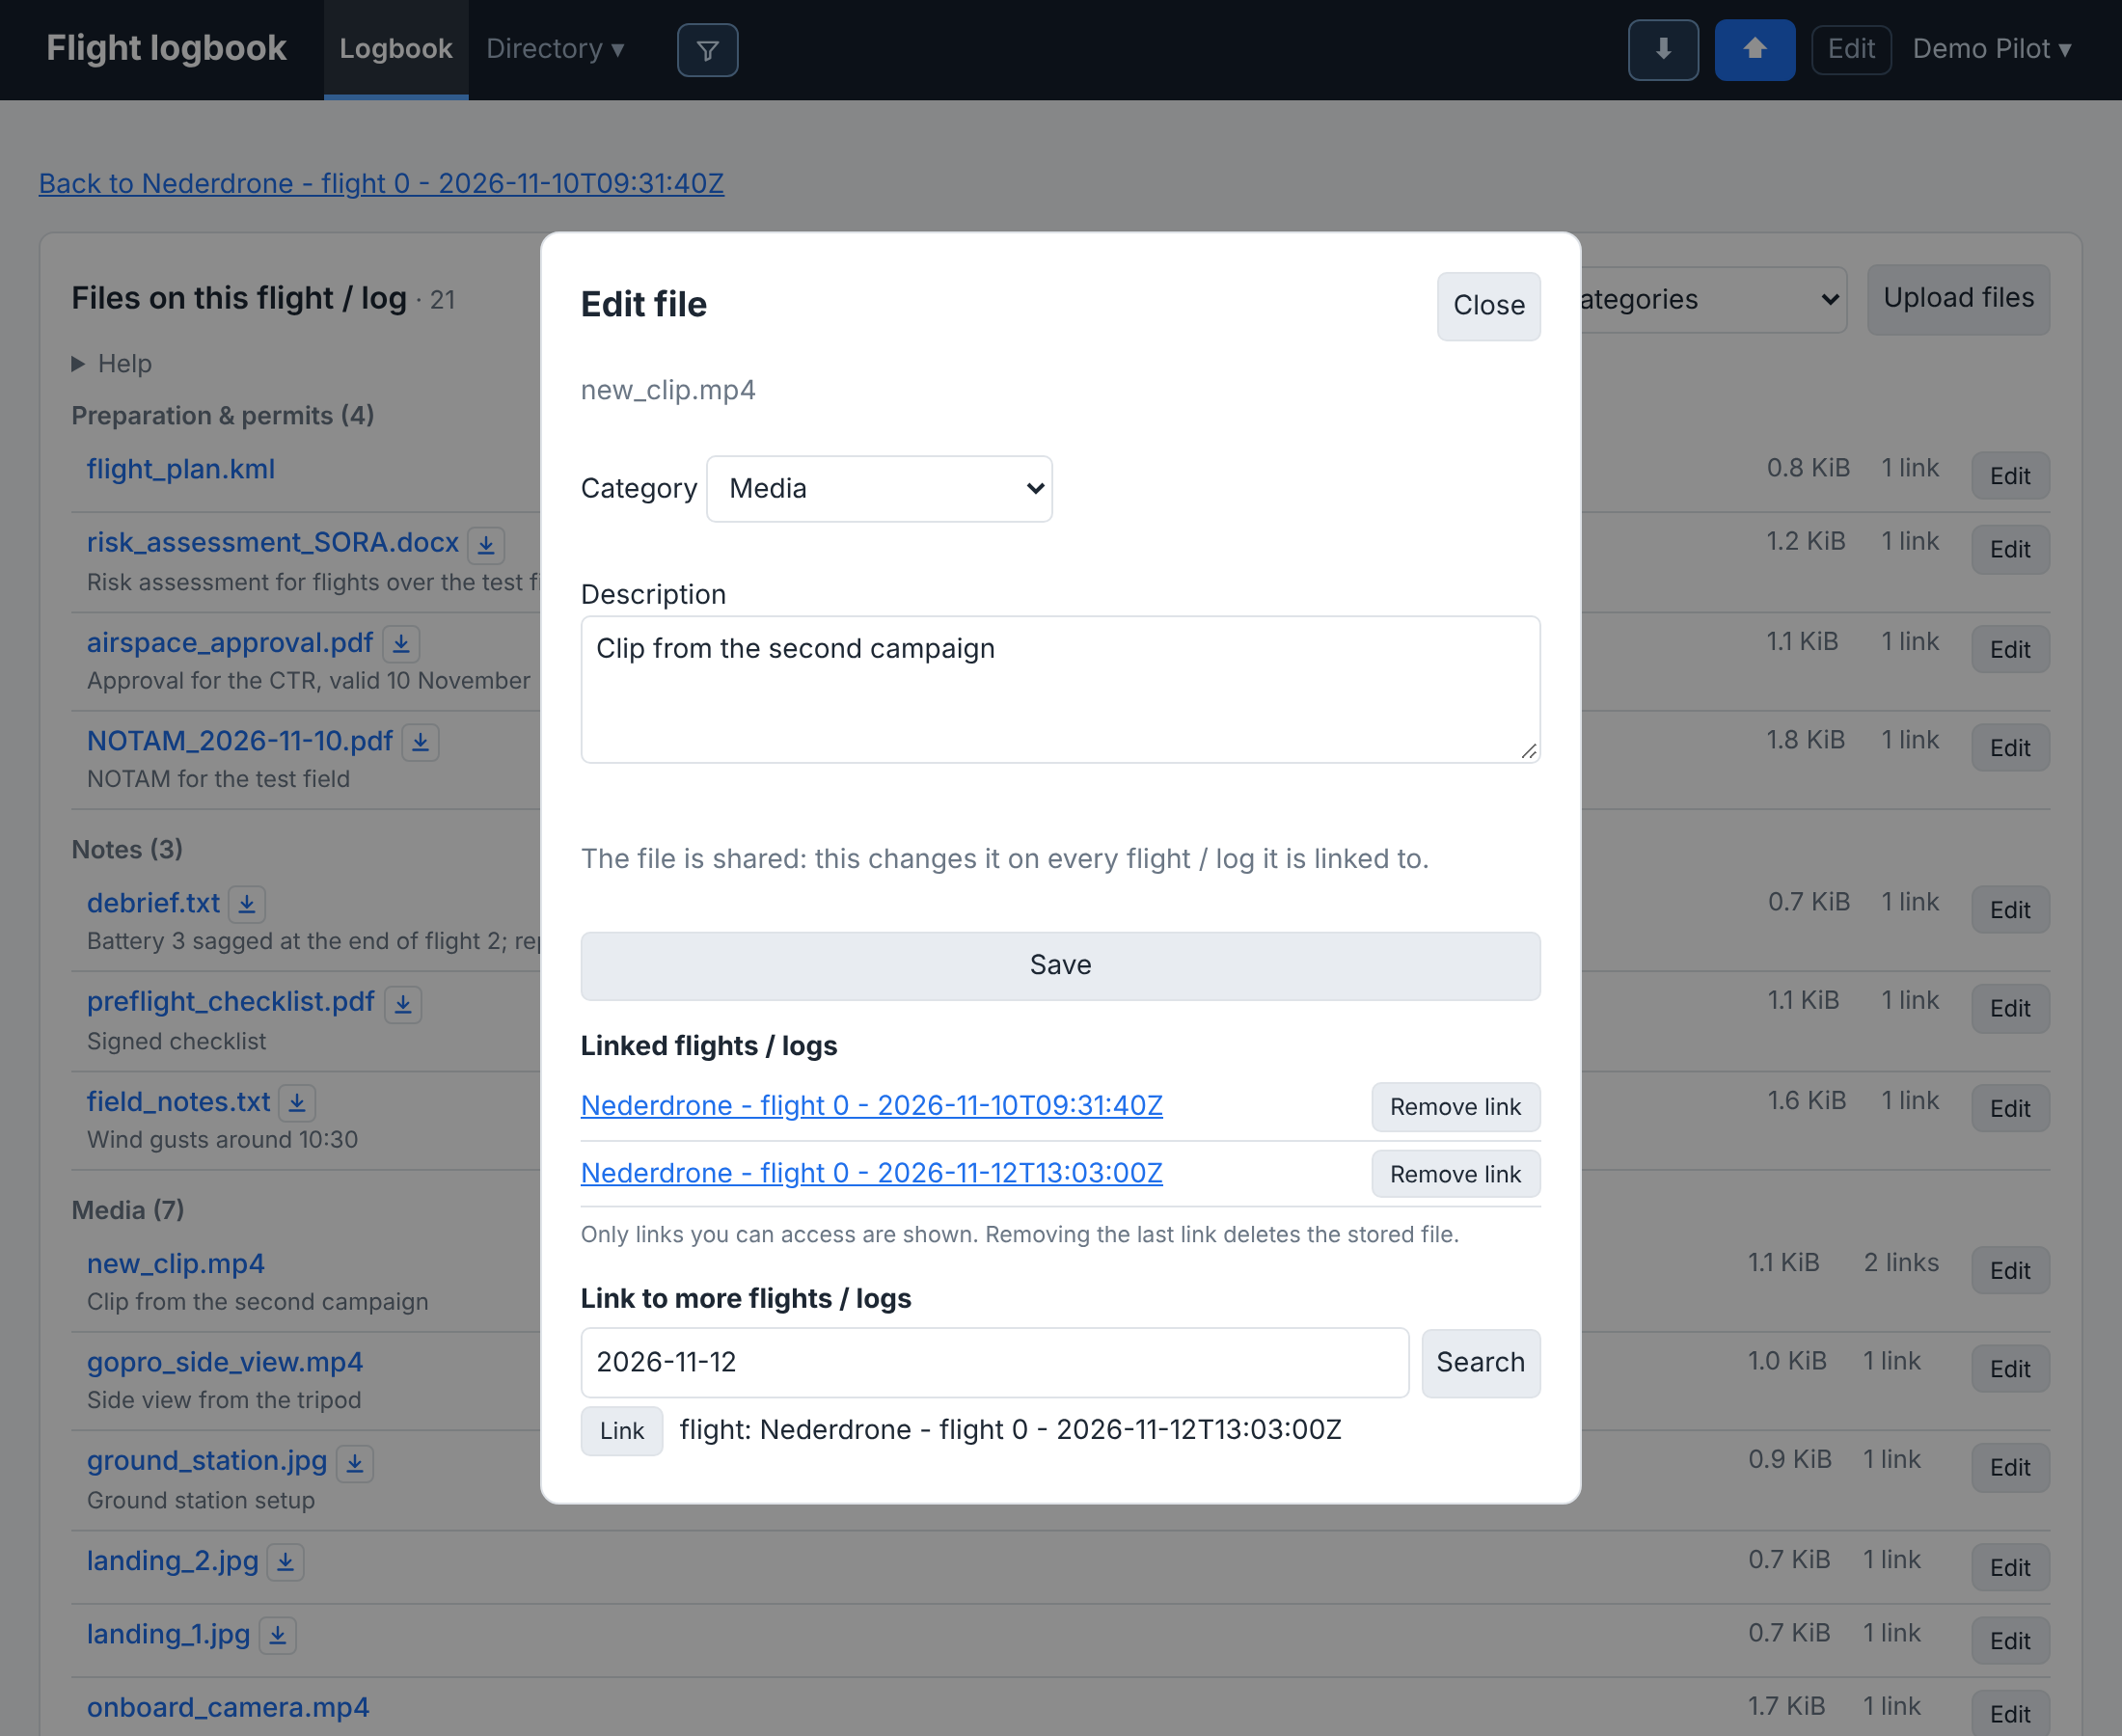 Flight logbook
Logbook
Directory ▾
Edit
Demo Pilot ▾
Back to Nederdrone - flight 0 - 2026-11-10T09:31:40Z
Files on this flight / log · 21
ategories
Upload files
▶ Help
Preparation & permits (4)
flight_plan.kml
0.8 KiB 1 link Edit
risk_assessment_SORA.docx
1.2 KiB 1 link Edit
Risk assessment for flights over the test
airspace_approval.pdf
1.1 KiB 1 link Edit
Approval for the CTR, valid 10 November
NOTAM_2026-11-10.pdf
1.8 KiB 1 link Edit
NOTAM for the test field
Notes (3)
debrief.txt
0.7 KiB 1 link Edit
Battery 3 sagged at the end of flight 2;
preflight_checklist.pdf
1.1 KiB 1 link Edit
Signed checklist
field_notes.txt
1.6 KiB 1 link Edit
Wind gusts around 10:30
Media (7)
new_clip.mp4
1.1 KiB 2 links Edit
Clip from the second campaign
gopro_side_view.mp4
1.0 KiB 1 link Edit
Side view from the tripod
ground_station.jpg
0.9 KiB 1 link Edit
Ground station setup
landing_2.jpg
0.7 KiB 1 link Edit
landing_1.jpg
0.7 KiB 1 link Edit
onboard_camera.mp4
1.7 KiB 1 link Edit
Edit file
Close
new_clip.mp4
Category Media
Description
Clip from the second campaign
The file is shared: this changes it on every flight / log it is linked to.
Save
Linked flights / logs
Nederdrone - flight 0 - 2026-11-10T09:31:40Z Remove link
Nederdrone - flight 0 - 2026-11-12T13:03:00Z Remove link
Only links you can access are shown. Removing the last link deletes the stored file.
Link to more flights / logs
2026-11-12 Search
Link flight: Nederdrone - flight 0 - 2026-11-12T13:03:00Z